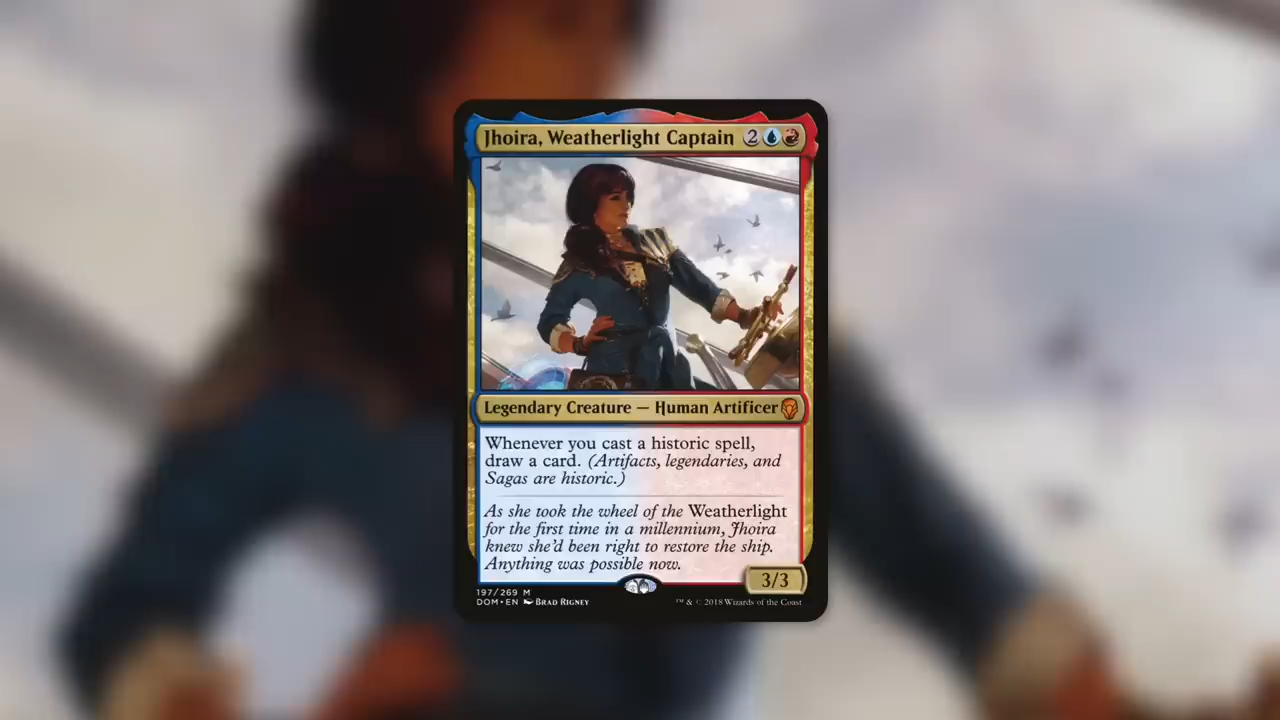 Jhoira, Weatherlight Captain 2
Legendary Creature — Human Artificer
Whenever you cast a historic spell,
draw a card. (Artifacts, legendaries, and
Sagas are historic.)
As she took the wheel of the Weatherlight
for the first time in a millennium, Jhoira
knew she'd been right to restore the ship.
Anything was possible now.
3/3
197/269 M
DOM • EN Brad Rigney
™ & © 2018 Wizards of the Coast